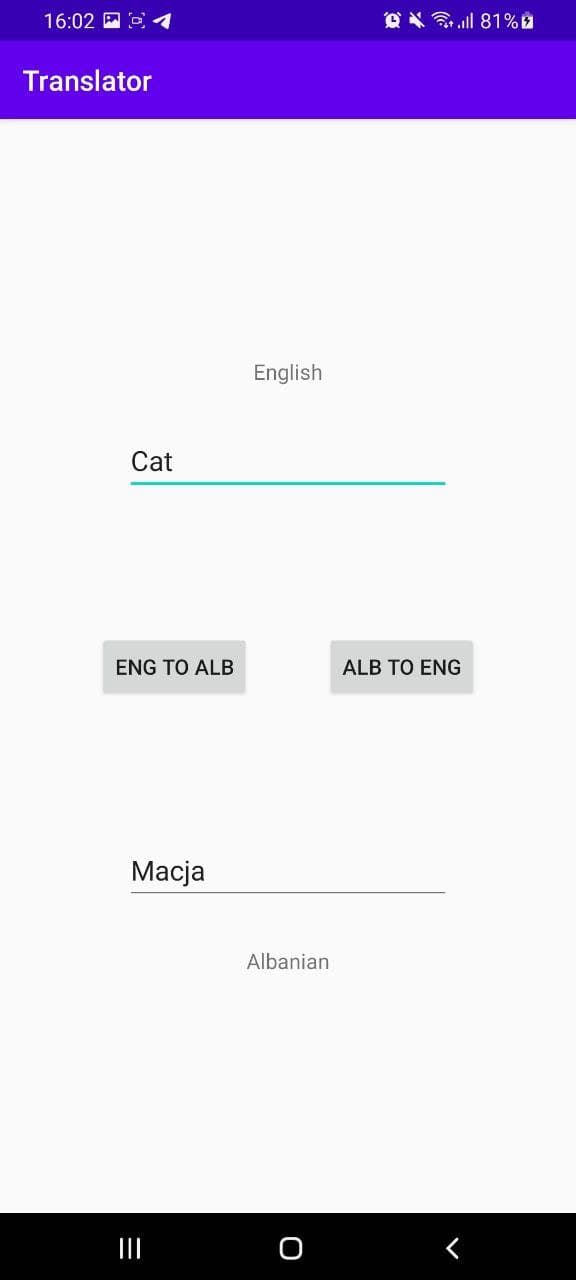 16:02 81%
Translator
English
Cat
ENG TO ALB ALB TO ENG
Macja
Albanian